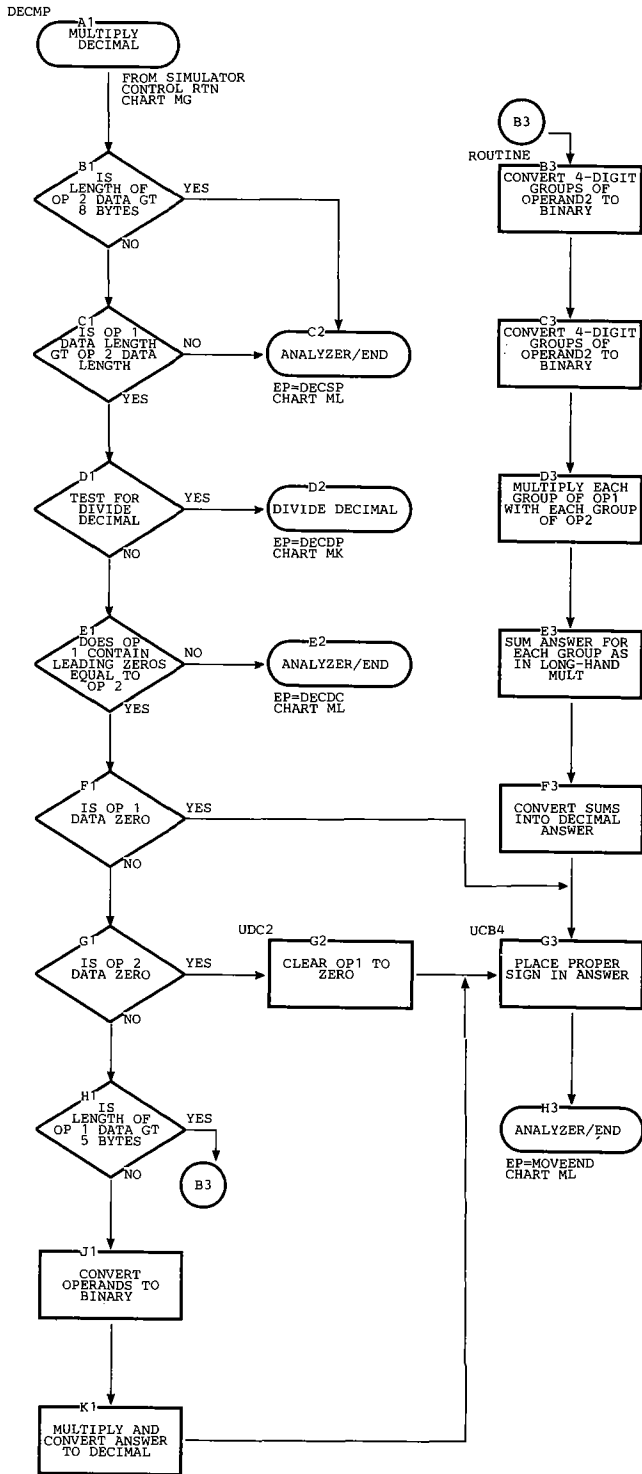 DECMP
A1
MULTIPLY
DECIMAL
FROM SIMULATOR
CONTROL RTN
CHART MG
B1
IS
LENGTH OF
OP 2 DATA GT
8 BYTES
YES
NO
C1
IS OP 1
DATA LENGTH
GT OP 2 DATA
LENGTH
NO
YES
C2
ANALYZER/END
EP=DECSP
CHART ML
D1
TEST FOR
DIVIDE
DECIMAL
YES
NO
D2
DIVIDE DECIMAL
EP=DECDP
CHART MK
E1
DOES OP
1 CONTAIN
LEADING ZEROS
EQUAL TO
OP 2
NO
YES
E2
ANALYZER/END
EP=DECDC
CHART ML
F1
IS OP 1
DATA ZERO
YES
NO
G1
IS OP 2
DATA ZERO
YES
NO
UDC2
G2
CLEAR OP1 TO
ZERO
H1
IS
LENGTH OF
OP 1 DATA GT
5 BYTES
YES
NO
B3
J1
CONVERT
OPERANDS TO
BINARY
K1
MULTIPLY AND
CONVERT ANSWER
TO DECIMAL
B3
ROUTINE
B3
CONVERT 4-DIGIT
GROUPS OF
OPERAND2 TO
BINARY
C3
CONVERT 4-DIGIT
GROUPS OF
OPERAND2 TO
BINARY
D3
MULTIPLY EACH
GROUP OF OP1
WITH EACH GROUP
OF OP2
E3
SUM ANSWER FOR
EACH GROUP AS
IN LONG-HAND
MULT
F3
CONVERT SUMS
INTO DECIMAL
ANSWER
UCB4
G3
PLACE PROPER
SIGN IN ANSWER
H3
ANALYZER/END
EP=MOVEEND
CHART ML